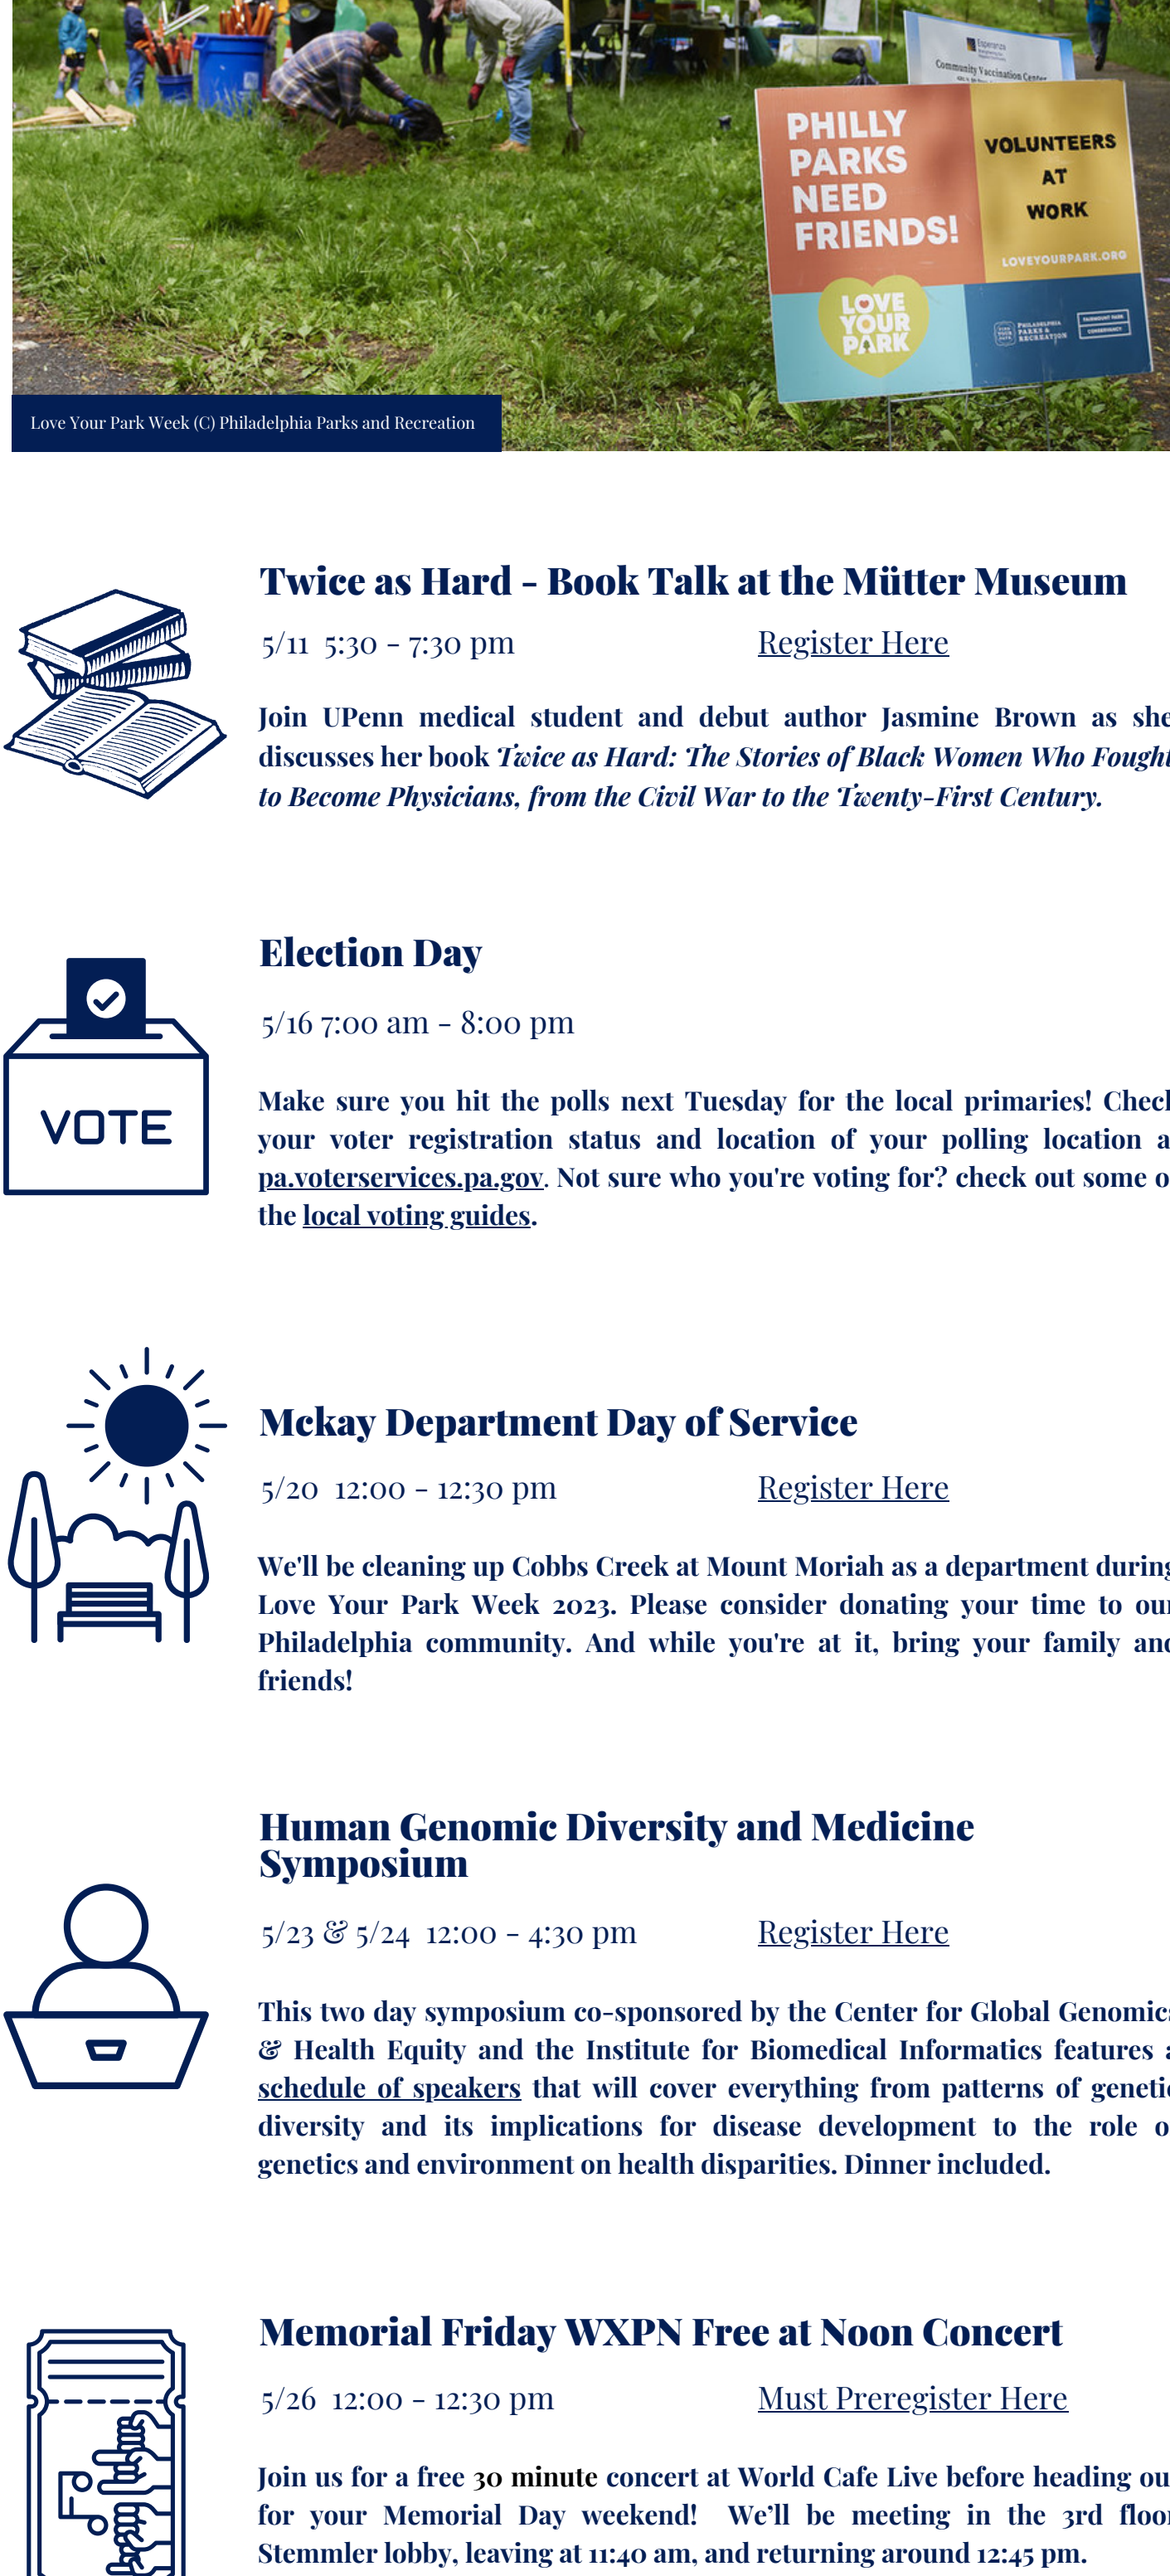 Esperanza
Community Vaccination Center
PHILLY
PARKS
NEED
FRIENDS!
VOLUNTEERS
AT
WORK
LOVEYOURPARK.ORG
LOVE
YOUR
PARK
PHILADELPHIA
PARKS &
RECREATION
FAIRMOUNT PARK
CONSERVANCY
Love Your Park Week (C) Philadelphia Parks and Recreation
Twice as Hard - Book Talk at the Mütter Museum
5/11 5:30 - 7:30 pm
Register Here
Join UPenn medical student and debut author Jasmine Brown as she
discusses her book Twice as Hard: The Stories of Black Women Who Fought
to Become Physicians, from the Civil War to the Twenty-First Century.
Election Day
5/16 7:00 am - 8:00 pm
VOTE
Make sure you hit the polls next Tuesday for the local primaries! Check
your voter registration status and location of your polling location a
pa.voterservices.pa.gov. Not sure who you're voting for? check out some o
the local voting guides.
Mckay Department Day of Service
5/20 12:00 - 12:30 pm
Register Here
We'll be cleaning up Cobbs Creek at Mount Moriah as a department during
Love Your Park Week 2023. Please consider donating your time to our
Philadelphia community. And while you're at it, bring your family and
friends!
Human Genomic Diversity and Medicine
Symposium
5/23 & 5/24 12:00 - 4:30 pm
Register Here
This two day symposium co-sponsored by the Center for Global Genomics
& Health Equity and the Institute for Biomedical Informatics features a
schedule of speakers that will cover everything from patterns of genetic
diversity and its implications for disease development to the role o
genetics and environment on health disparities. Dinner included.
Memorial Friday WXPN Free at Noon Concert
5/26 12:00 - 12:30 pm
Must Preregister Here
Join us for a free 30 minute concert at World Cafe Live before heading ou
for your Memorial Day weekend! We'll be meeting in the 3rd floor
Stemmler lobby, leaving at 11:40 am, and returning around 12:45 pm.